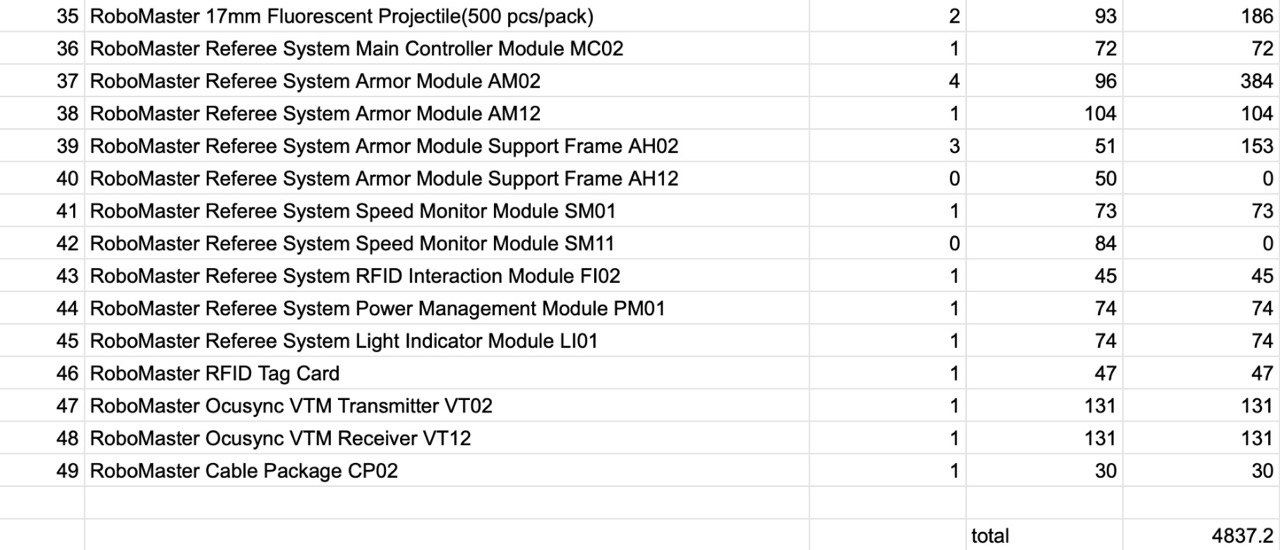 35 RoboMaster 17mm Fluorescent Projectile(500 pcs/pack) 2 93 186
36 RoboMaster Referee System Main Controller Module MC02 1 72 72
37 RoboMaster Referee System Armor Module AM02 4 96 384
38 RoboMaster Referee System Armor Module AM12 1 104 104
39 RoboMaster Referee System Armor Module Support Frame AH02 3 51 153
40 RoboMaster Referee System Armor Module Support Frame AH12 0 50 0
41 RoboMaster Referee System Speed Monitor Module SM01 1 73 73
42 RoboMaster Referee System Speed Monitor Module SM11 0 84 0
43 RoboMaster Referee System RFID Interaction Module FI02 1 45 45
44 RoboMaster Referee System Power Management Module PM01 1 74 74
45 RoboMaster Referee System Light Indicator Module LI01 1 74 74
46 RoboMaster RFID Tag Card 1 47 47
47 RoboMaster Ocusync VTM Transmitter VT02 1 131 131
48 RoboMaster Ocusync VTM Receiver VT12 1 131 131
49 RoboMaster Cable Package CP02 1 30 30
total 4837.2